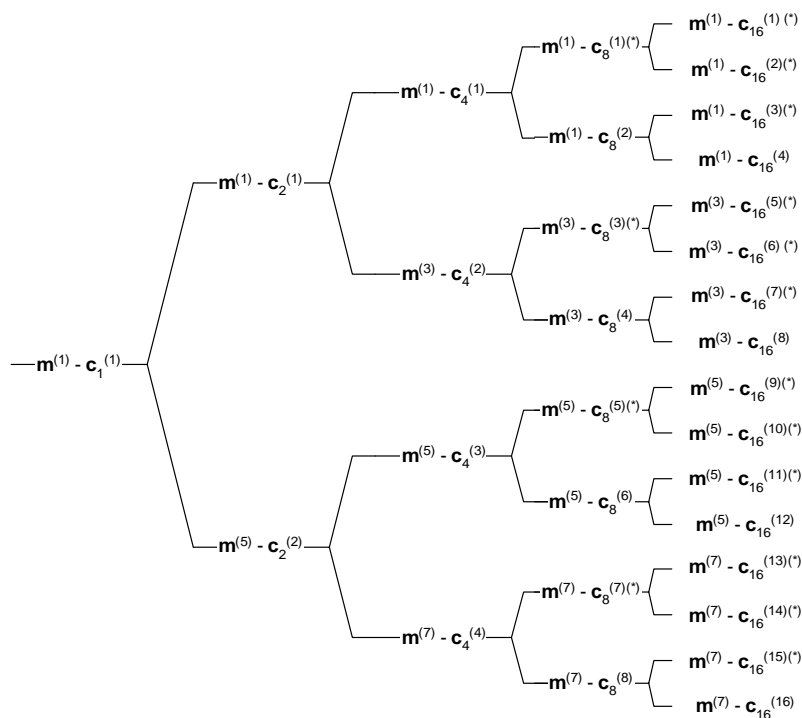 m(1) - c16(1) (*)
m(1) - c8(1)(*)
m(1) - c16(2)(*)
m(1) - c4(1)
m(1) - c16(3)(*)
m(1) - c8(2)
m(1) - c16(4)
m(1) - c2(1)
m(3) - c16(5)(*)
m(3) - c8(3)(*)
m(3) - c16(6) (*)
m(3) - c4(2)
m(3) - c16(7)(*)
m(3) - c8(4)
m(3) - c16(8)
m(1) - c1(1)
m(5) - c16(9)(*)
m(5) - c8(5)(*)
m(5) - c16(10)(*)
m(5) - c4(3)
m(5) - c16(11)(*)
m(5) - c8(6)
m(5) - c16(12)
m(5) - c2(2)
m(7) - c16(13)(*)
m(7) - c8(7)(*)
m(7) - c16(14)(*)
m(7) - c4(4)
m(7) - c16(15)(*)
m(7) - c8(8)
m(7) - c16(16)